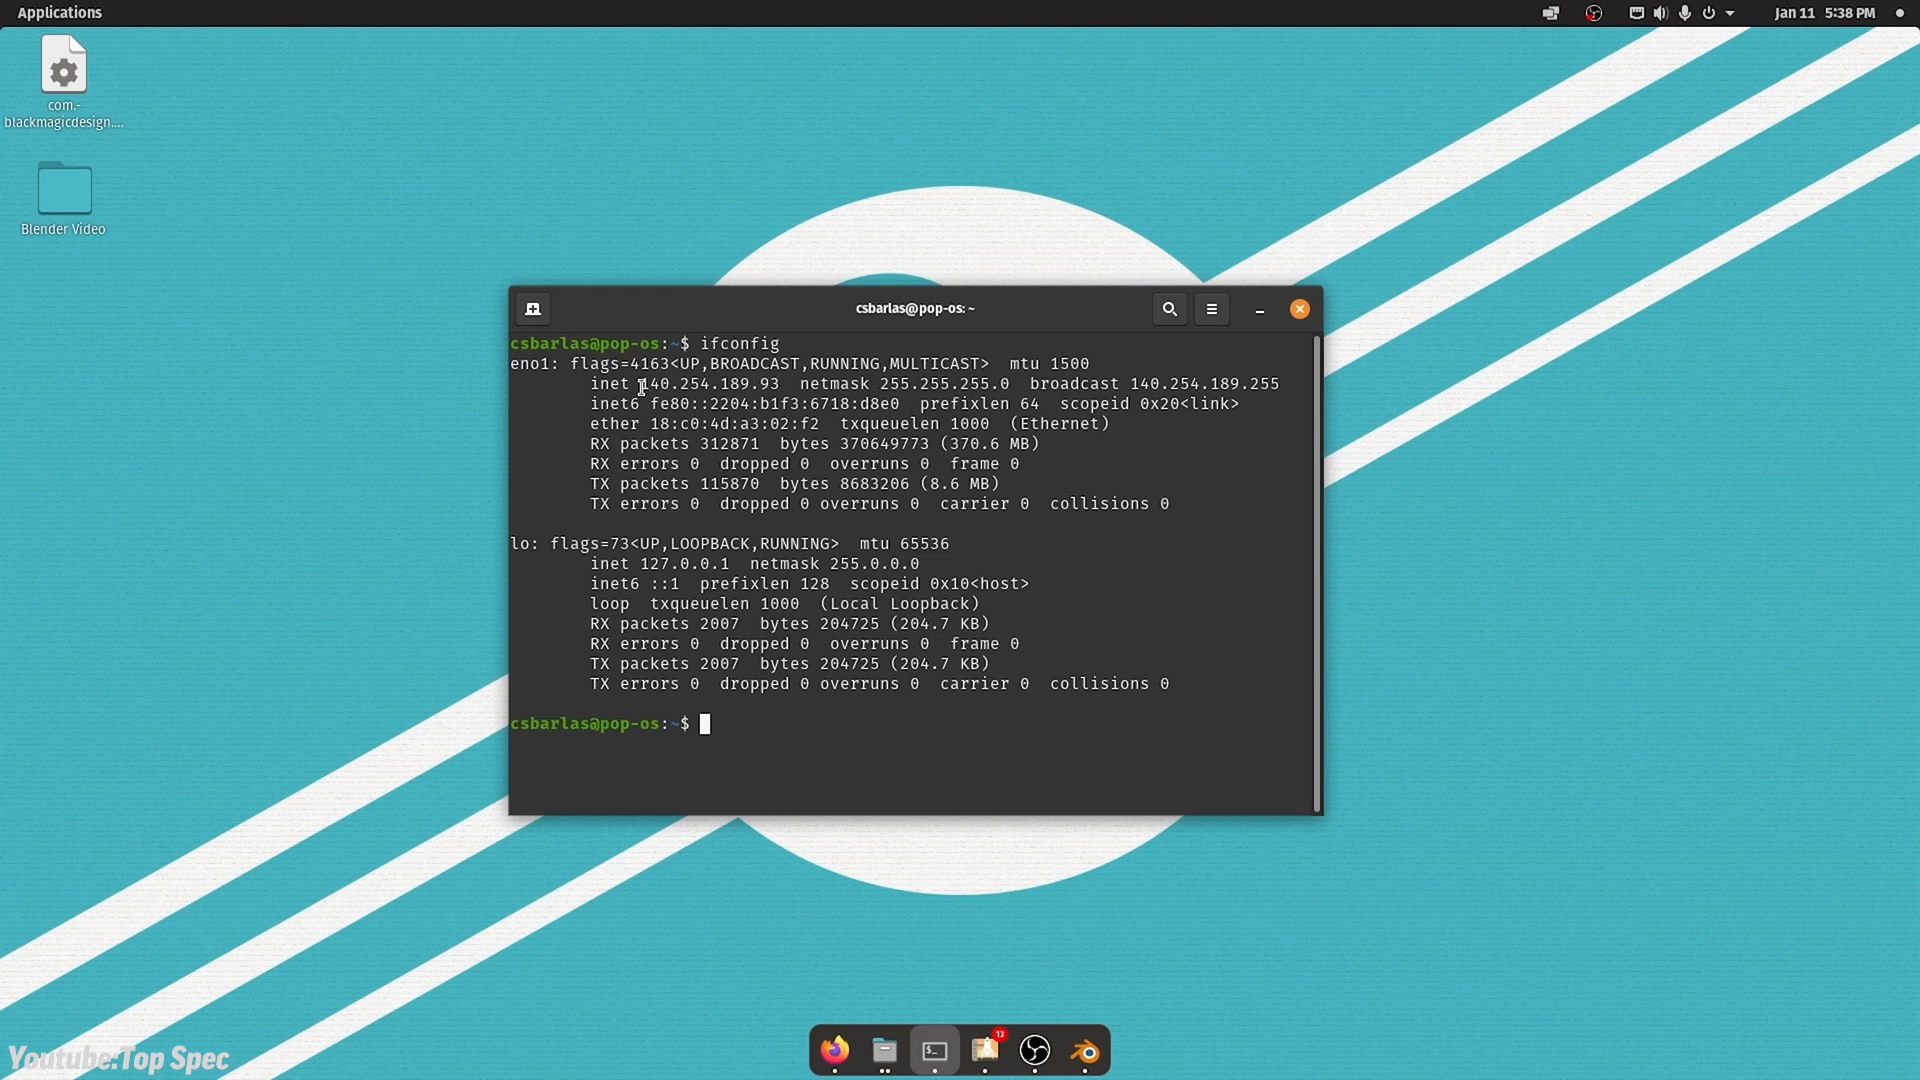 Applications
Jan 11 5:38 PM
com.-
blackmagicdesign....
Blender Video
csbarlas@pop-os: ~
csbarlas@pop-os:~$ ifconfig
eno1: flags=4163<UP,BROADCAST,RUNNING,MULTICAST>  mtu 1500
        inet 140.254.189.93  netmask 255.255.255.0  broadcast 140.254.189.255
        inet6 fe80::2204:b1f3:6718:d8e0  prefixlen 64  scopeid 0x20<link>
        ether 18:c0:4d:a3:02:f2  txqueuelen 1000  (Ethernet)
        RX packets 312871  bytes 370649773 (370.6 MB)
        RX errors 0  dropped 0  overruns 0  frame 0
        TX packets 115870  bytes 8683206 (8.6 MB)
        TX errors 0  dropped 0 overruns 0  carrier 0  collisions 0
lo: flags=73<UP,LOOPBACK,RUNNING>  mtu 65536
        inet 127.0.0.1  netmask 255.0.0.0
        inet6 ::1  prefixlen 128  scopeid 0x10<host>
        loop  txqueuelen 1000  (Local Loopback)
        RX packets 2007  bytes 204725 (204.7 KB)
        RX errors 0  dropped 0  overruns 0  frame 0
        TX packets 2007  bytes 204725 (204.7 KB)
        TX errors 0  dropped 0 overruns 0  carrier 0  collisions 0
csbarlas@pop-os:~$
13
Youtube:Top Spec